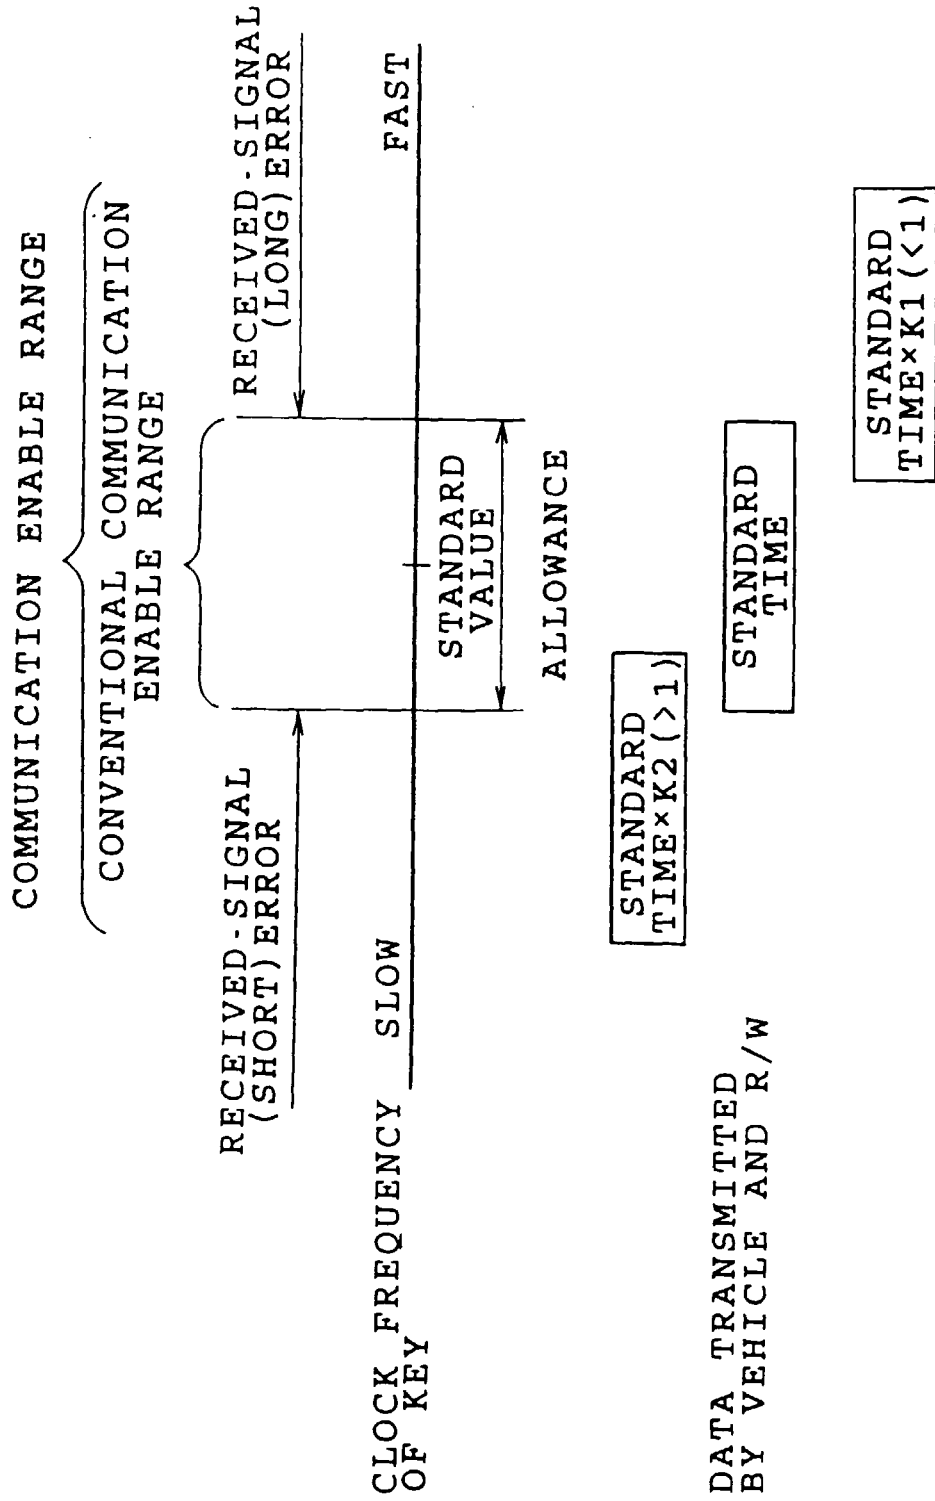 COMMUNICATION ENABLE RANGE
CONVENTIONAL COMMUNICATION
ENABLE RANGE
RECEIVED-SIGNAL
(SHORT) ERROR
RECEIVED-SIGNAL
(LONG) ERROR
CLOCK FREQUENCY
OF KEY
SLOW
FAST
STANDARD
VALUE
ALLOWANCE
STANDARD
TIME×K2(>1)
DATA TRANSMITTED
BY VEHICLE AND R/W
STANDARD
TIME
STANDARD
TIME×K1(<1)